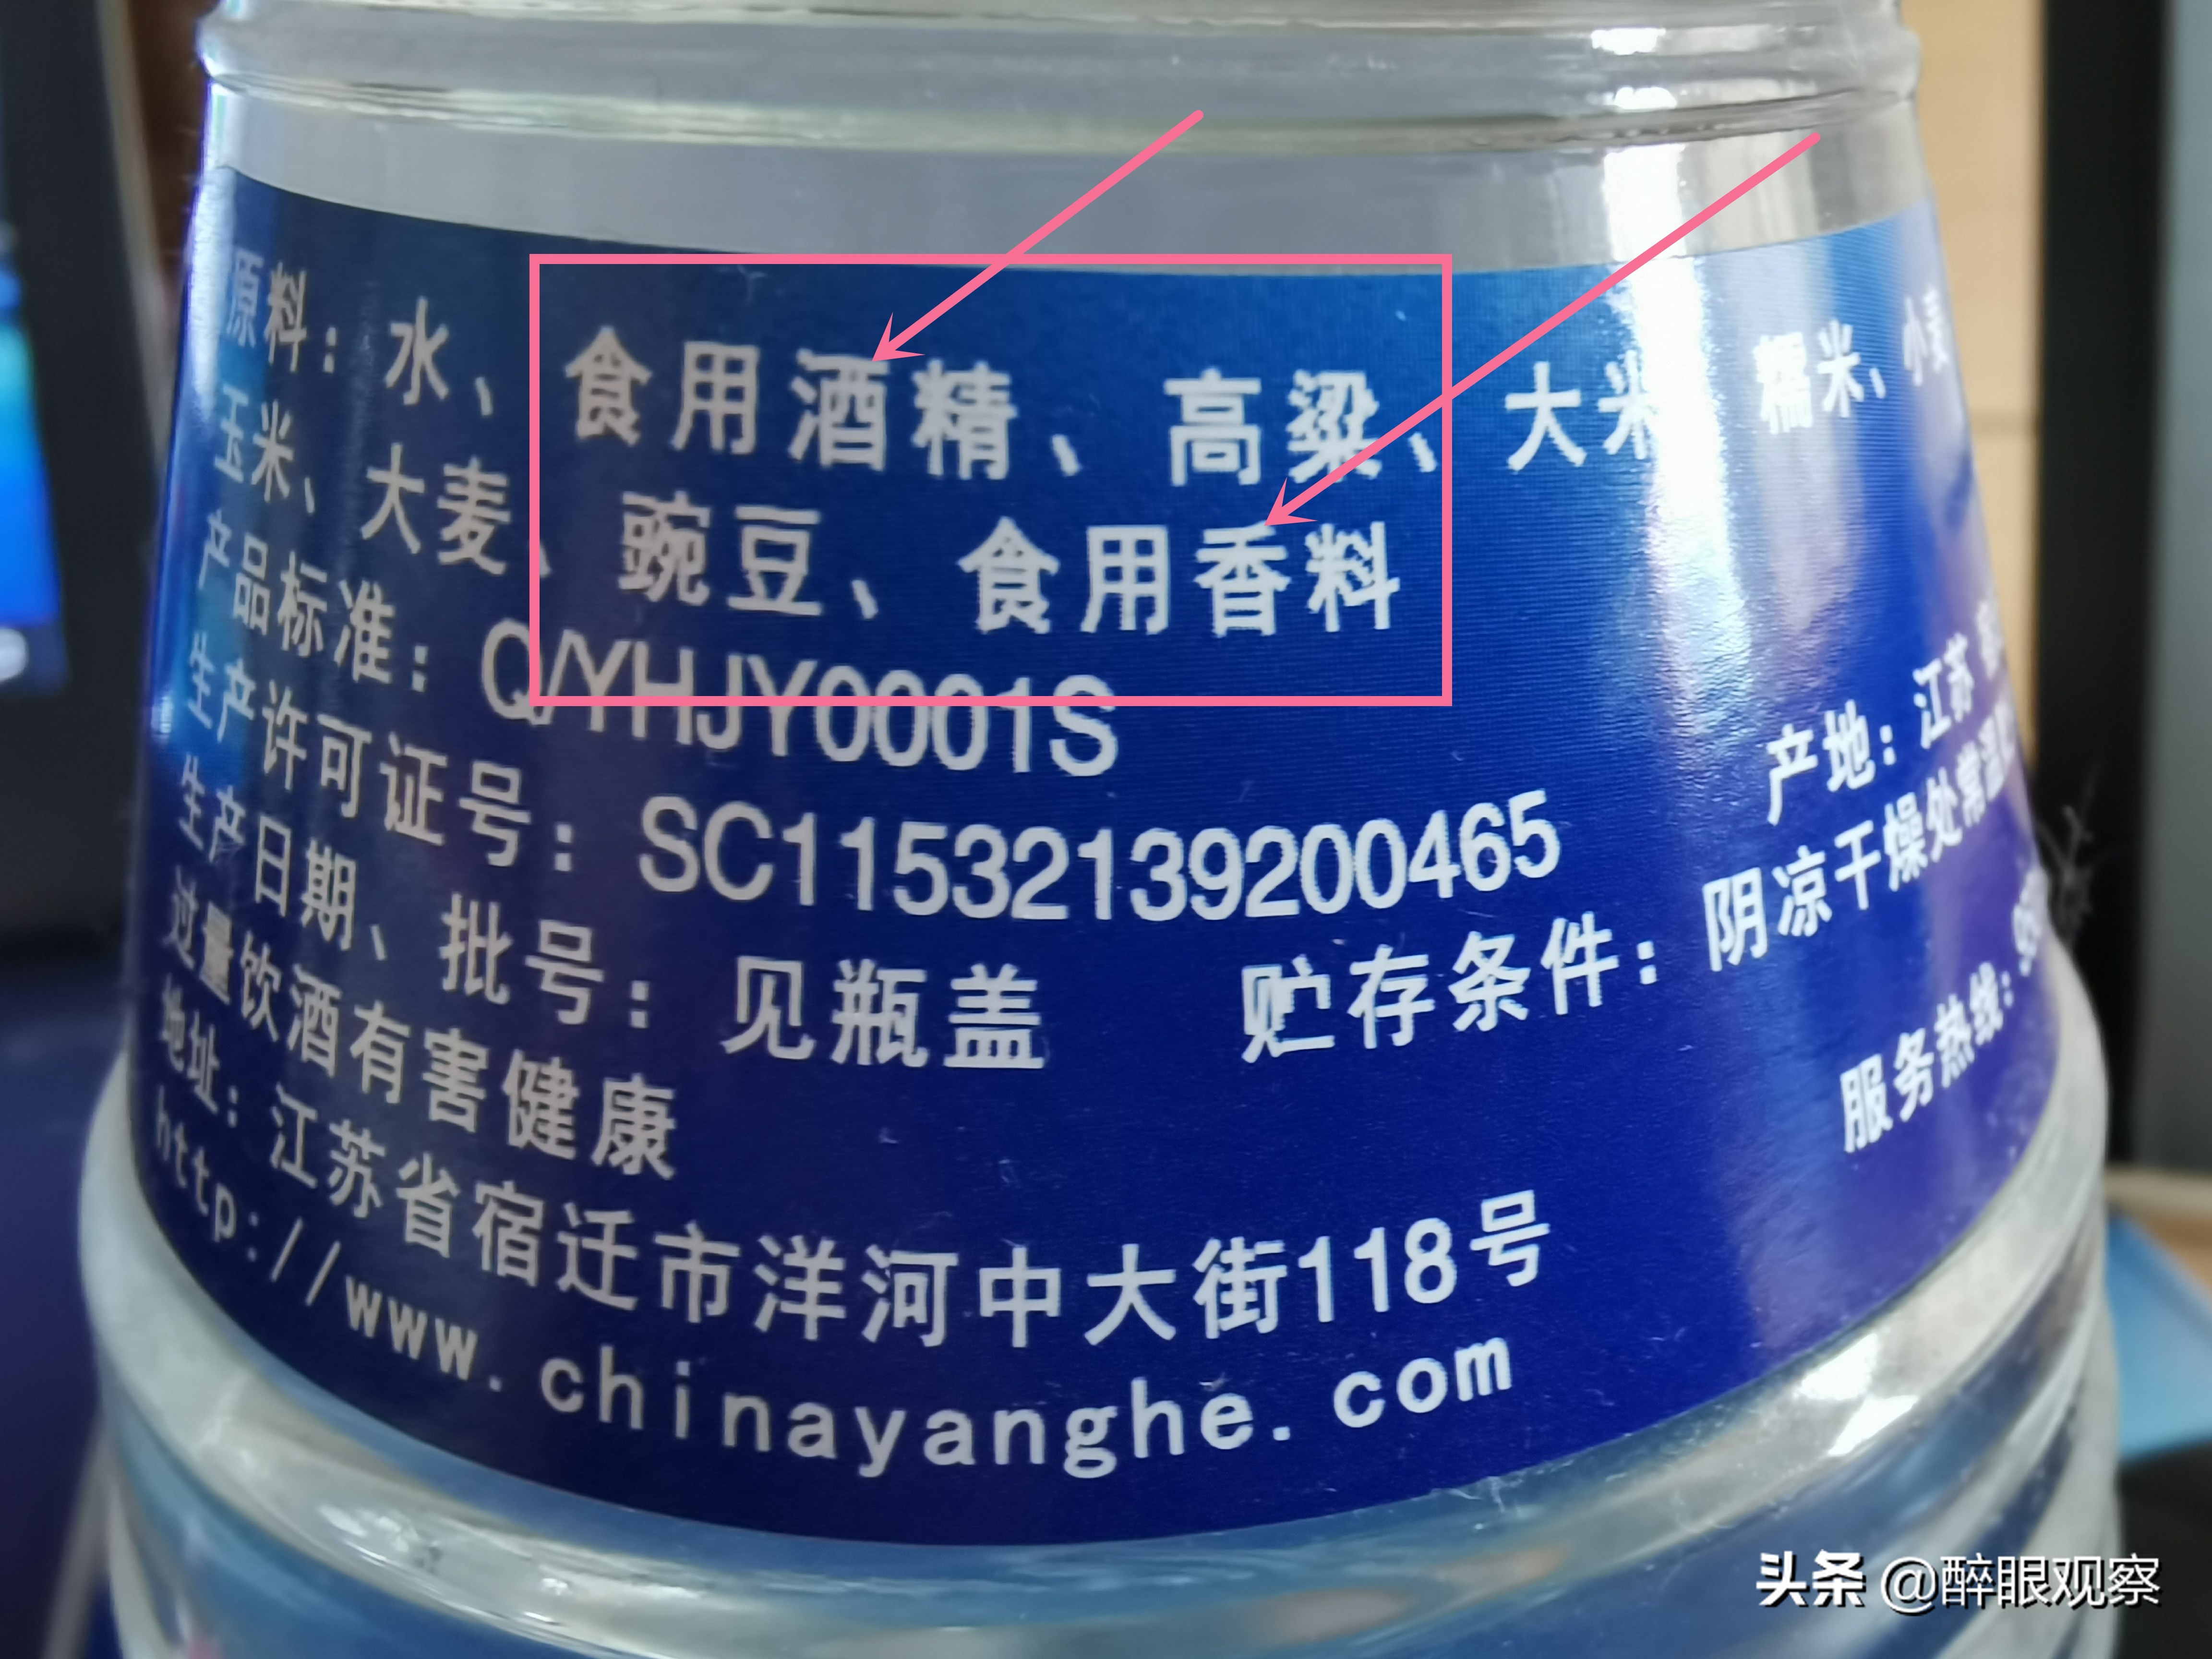 原料：水、食用酒精、高粱、大米 糯米、小麦
玉米、大麦、豌豆、食用香料
产品标准：Q/YHJY0001S
生产许可证号：SC11532139200465 产地：江苏
生产日期、批号：见瓶盖 贮存条件：阴凉干燥处常温
过量饮酒有害健康 服务热线：
地址：江苏省宿迁市洋河中大街118号
http://www.chinayanghe.com
头条 @醉眼观察